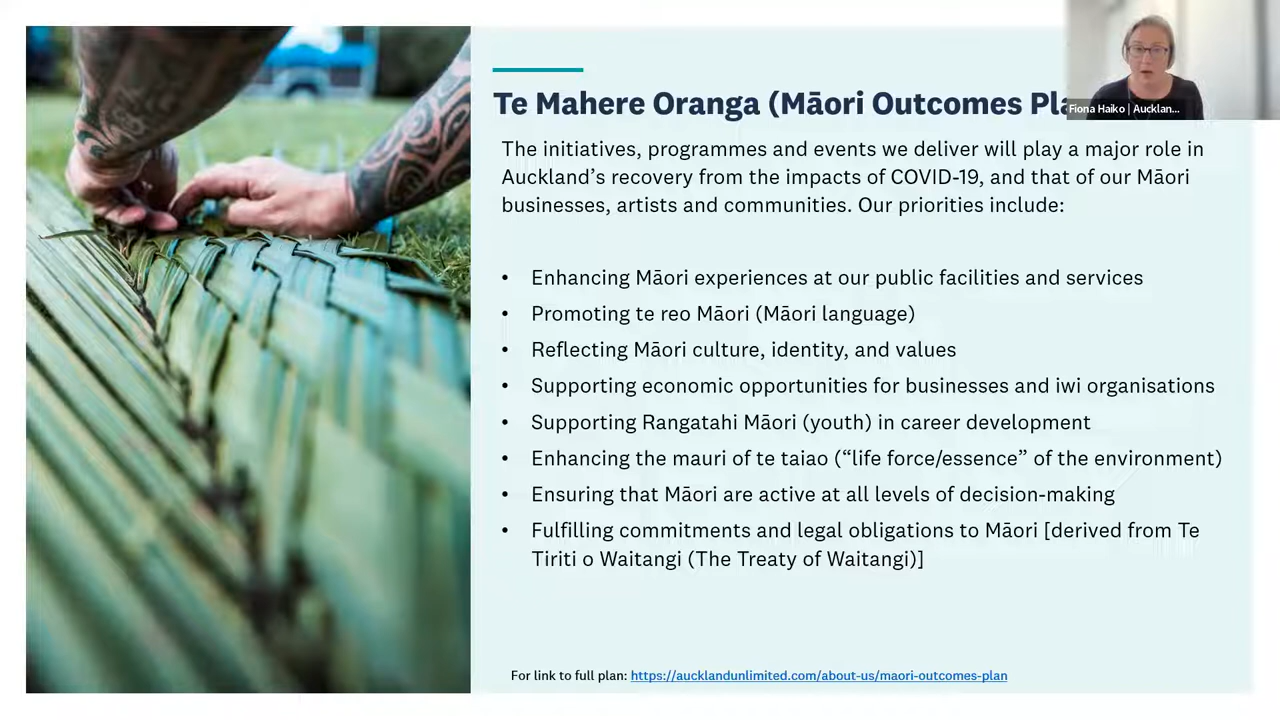 Te Mahere Oranga (Māori Outcomes
Fiona Haiko | Aucklan...
The initiatives, programmes and events we deliver will play a major role in
Auckland’s recovery from the impacts of COVID-19, and that of our Māori
businesses, artists and communities. Our priorities include:
• Enhancing Māori experiences at our public facilities and services
• Promoting te reo Māori (Māori language)
• Reflecting Māori culture, identity, and values
• Supporting economic opportunities for businesses and iwi organisations
• Supporting Rangatahi Māori (youth) in career development
• Enhancing the mauri of te taiao (“life force/essence” of the environment)
• Ensuring that Māori are active at all levels of decision-making
• Fulfilling commitments and legal obligations to Māori [derived from Te
Tiriti o Waitangi (The Treaty of Waitangi)]
For link to full plan: https://aucklandunlimited.com/about-us/maori-outcomes-plan